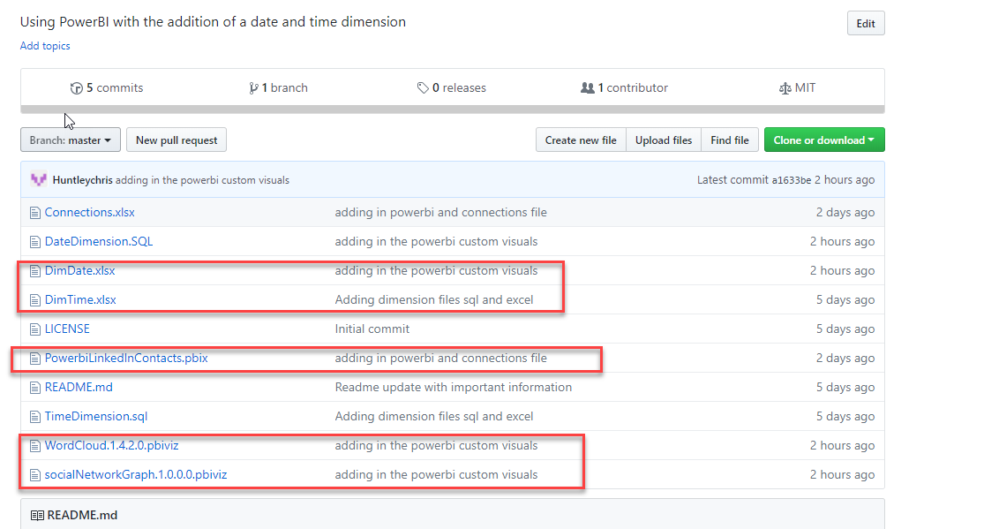 Using PowerBI with the addition of a date and time dimension
Edit
Add topics
5 commits 1 branch 0 releases 1 contributor MIT
Branch: master New pull request Create new file Upload files Find file Clone or download
Huntleychris adding in the powerbi custom visuals Latest commit a1633be 2 hours ago
Connections.xlsx adding in powerbi and connections file 2 days ago
DateDimension.SQL adding in the powerbi custom visuals 2 hours ago
DimDate.xlsx adding in the powerbi custom visuals 2 hours ago
DimTime.xlsx Adding dimension files sql and excel 5 days ago
LICENSE Initial commit 5 days ago
PowerbiLinkedInContacts.pbix adding in powerbi and connections file 2 days ago
README.md Readme update with important information 5 days ago
TimeDimension.sql Adding dimension files sql and excel 5 days ago
WordCloud.1.4.2.0.pbiviz adding in the powerbi custom visuals 2 hours ago
socialNetworkGraph.1.0.0.0.pbiviz adding in the powerbi custom visuals 2 hours ago
README.md